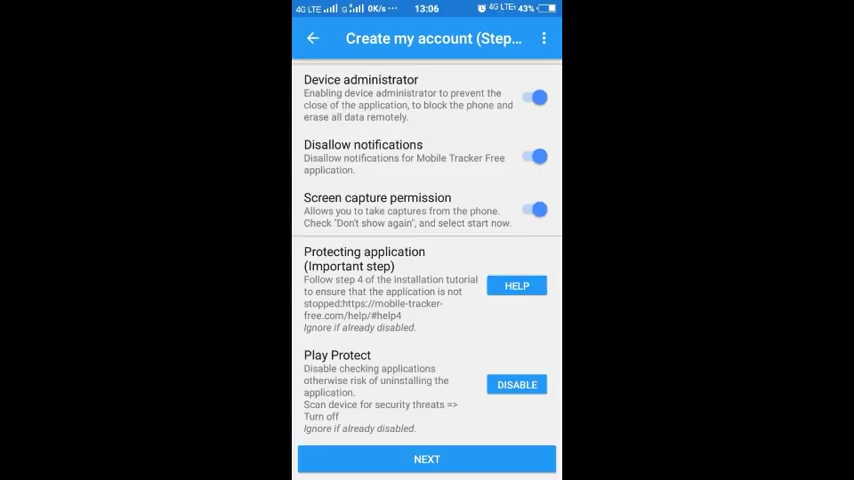 4G LTE G 0K/s ··· 13:06 4G LTE 43%
Create my account (Step...
Device administrator
Enabling device administrator to prevent the
close of the application, to block the phone and
erase all data remotely.
Disallow notifications
Disallow notifications for Mobile Tracker Free
application.
Screen capture permission
Allows you to take captures from the phone.
Check "Don't show again", and select start now.
Protecting application
(Important step)
Follow step 4 of the installation tutorial
to ensure that the application is not
stopped:https://mobile-tracker-
free.com/help/#help4
Ignore if already disabled.
HELP
Play Protect
Disable checking applications
otherwise risk of uninstalling the
application.
Scan device for security threats =>
Turn off
Ignore if already disabled.
DISABLE
NEXT